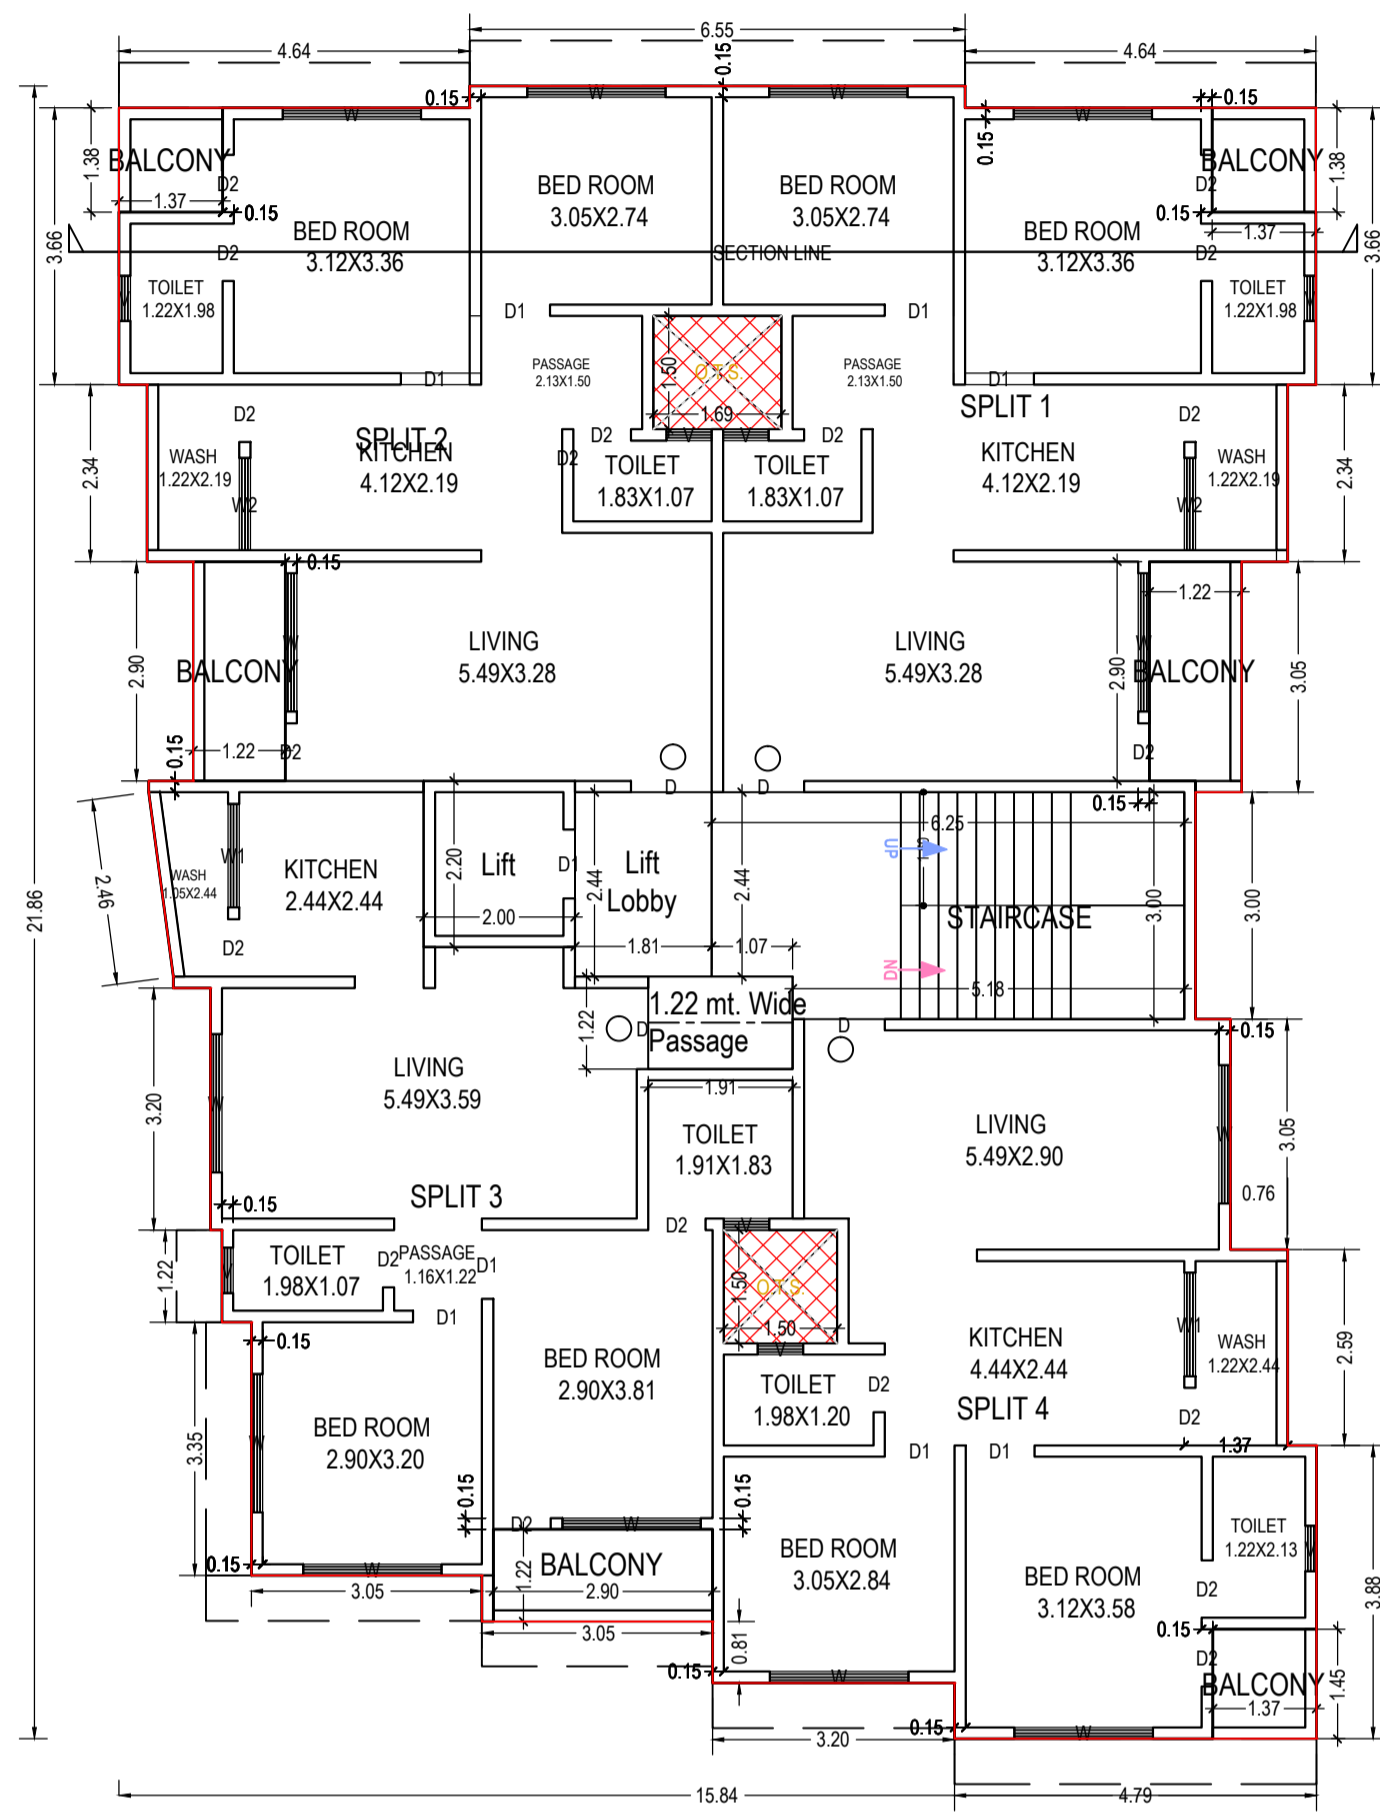 6.55
4.64
4.64
0.15
0.15
W
W
0.15
W
W
0.15
1.38
BALCONY
D2
1.37
0.15
BED ROOM
3.05X2.74
BED ROOM
3.05X2.74
BALCONY
D2
0.15
1.37
1.38
3.66
BED ROOM
3.12X3.36
D2
SECTION LINE
BED ROOM
3.12X3.36
D2
3.66
TOILET
1.22X1.98
V
TOILET
1.22X1.98
V
D1
D1
PASSAGE
2.13X1.50
1.50
O.T.S.
1.69
PASSAGE
2.13X1.50
D1
D1
D2
SPLIT 2
KITCHEN
4.12X2.19
WASH
1.22X2.19
W2
2.34
D2
D2
V
V
D2
TOILET
1.83X1.07
TOILET
1.83X1.07
SPLIT 1
KITCHEN
4.12X2.19
D2
WASH
1.22X2.19
W2
2.34
0.15
LIVING
5.49X3.28
LIVING
5.49X3.28
2.90
BALCONY
W
1.22
D2
0.15
2.90
W
BALCONY
1.22
D2
3.05
D
D
0.15
21.86
2.46
WASH
1.05X2.44
W1
D2
KITCHEN
2.44X2.44
2.20
Lift
2.00
D1
2.44
Lift
Lobby
1.81
2.44
1.07
6.25
UP
DN
STAIRCASE
3.00
5.18
3.00
1.22 mt. Wide
Passage
1.22
D
D
0.15
1.91
LIVING
5.49X3.59
3.20
W
0.15
SPLIT 3
TOILET
1.91X1.83
D2
V
LIVING
5.49X2.90
W
3.05
0.76
1.22
V
TOILET
1.98X1.07
D2
PASSAGE
1.16X1.22
D1
D1
0.15
1.50
O.T.S.
1.50
V
KITCHEN
4.44X2.44
W1
WASH
1.22X2.44
2.59
BED ROOM
2.90X3.81
TOILET
1.98X1.20
D2
SPLIT 4
D2
1.37
D1
D1
3.35
W
BED ROOM
2.90X3.20
0.15
0.15
D2
W
0.15
W
3.05
1.22
BALCONY
2.90
3.05
BED ROOM
3.05X2.84
0.81
0.15
W
BED ROOM
3.12X3.58
TOILET
1.22X2.13
V
D2
0.15
D2
BALCONY
1.37
1.45
3.88
0.15
W
3.20
15.84
4.79